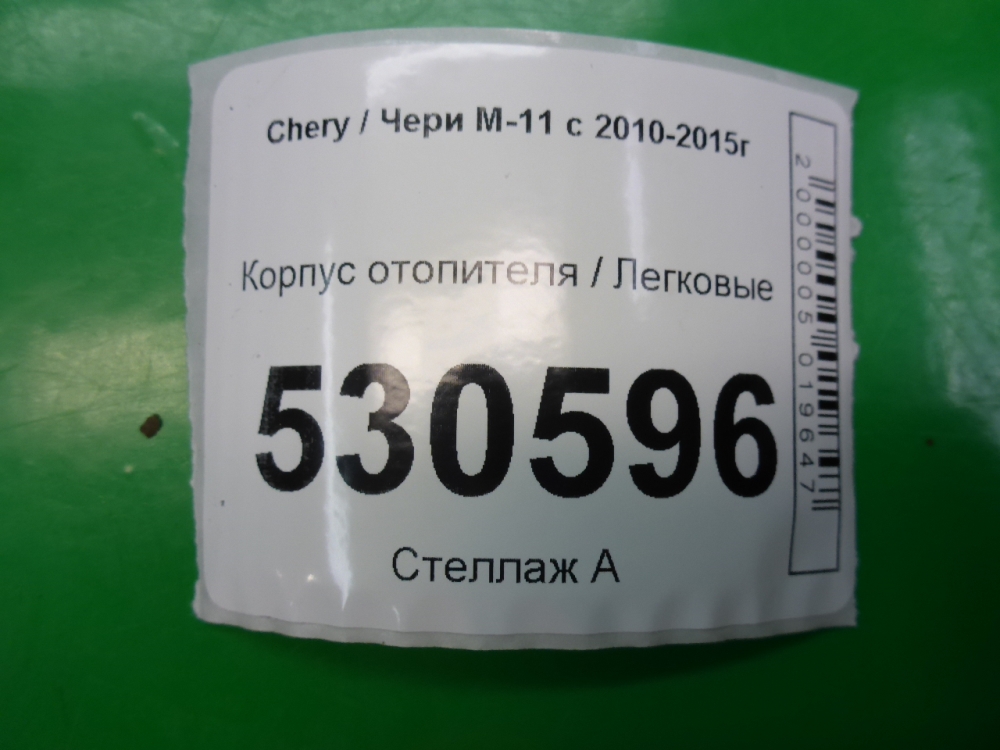 Chery / Чери М-11 с 2010-2015г
Корпус отопителя / Легковые
530596
Стеллаж А
2000005019647